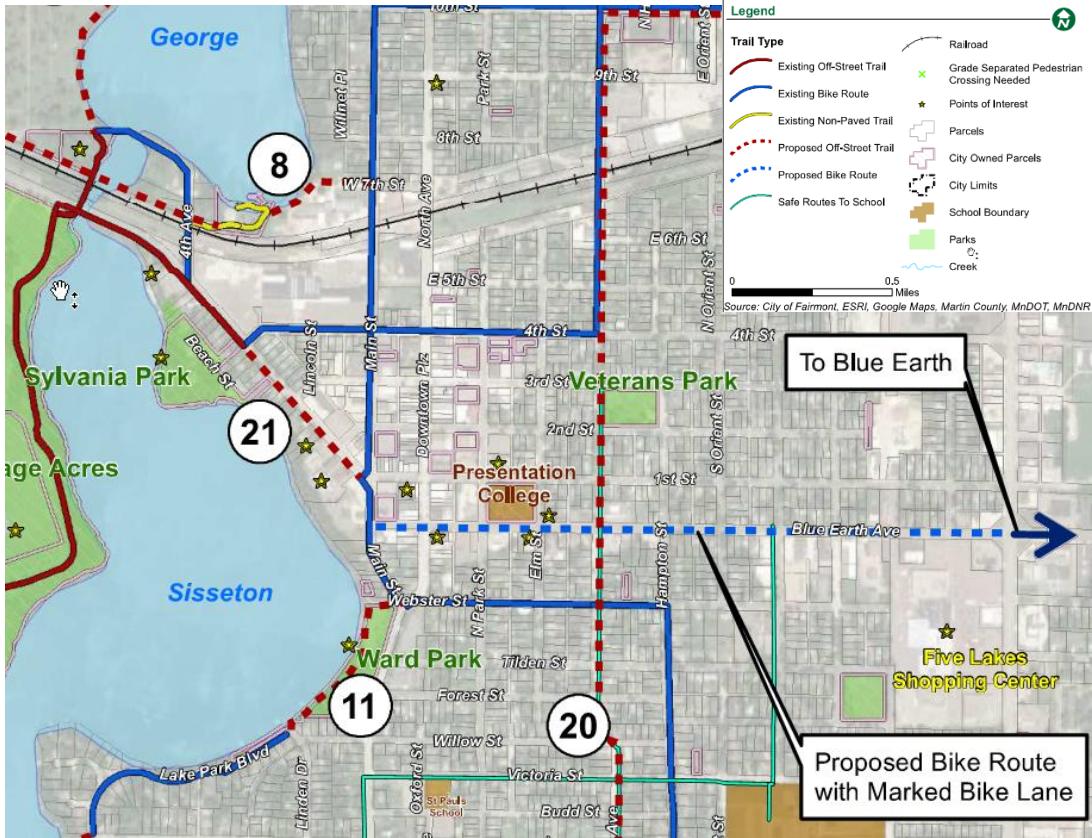 Legend
N
Trail Type
Existing Off-Street Trail
Existing Bike Route
Existing Non-Paved Trail
Proposed Off-Street Trail
Proposed Bike Route
Safe Routes To School
Railroad
Grade Separated Pedestrian
Crossing Needed
Points of Interest
Parcels
City Owned Parcels
City Limits
School Boundary
Parks
Creek
0
0.5
Miles
Source: City of Fairmont, ESRI, Google Maps, Martin County, MnDOT, MnDNR
10th St
N H
E Orient St
George
Willnet Pl
Park St
9th St
8th St
8
W 7th St
4th Ave
North Ave
E 6th St
E 5th St
N Orient St
4th St
4th St
Beach St
Lincoln St
Main St
Sylvania Park
Downtown Plz
3rd St
Veterans Park
To Blue Earth
21
2nd St
S Orient St
age Acres
Presentation
College
1st St
Blue Earth Ave
N Main St
Elm St
Hampton St
Sisseton
Webster St
N Park St
Five Lakes
Shopping Center
Ward Park
Tilden St
11
Forest St
20
Willow St
Lake Park Blvd
Linden Dr
Oxford St
Victoria St
Proposed Bike Route
with Marked Bike Lane
St Pauls
School
Budd St
Ave
St